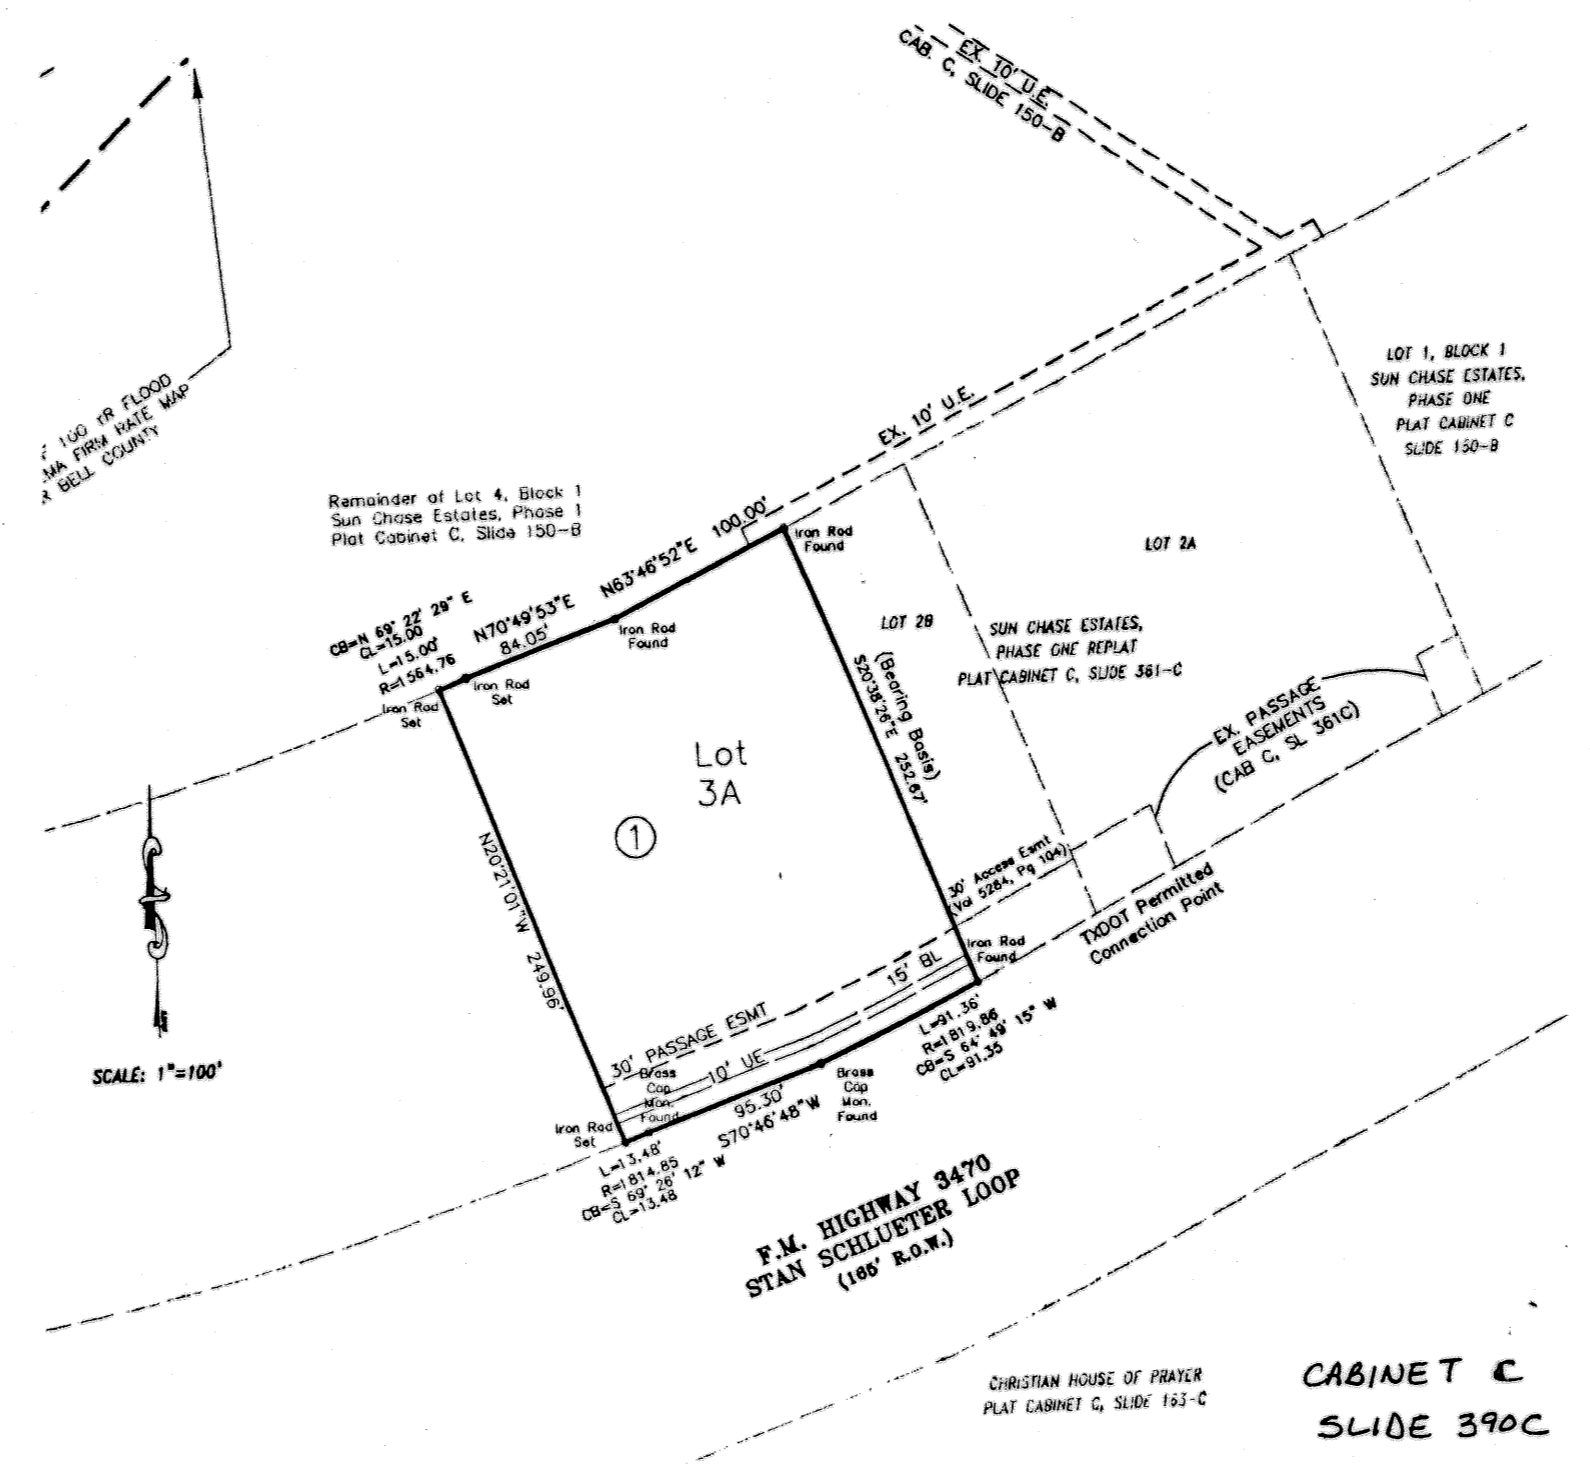 EX. 10' U.E.
CAB. C, SLIDE 150-B
100 YR FLOOD
FIRM RATE MAP
BELL COUNTY
LOT 1, BLOCK 1
SUN CHASE ESTATES,
PHASE ONE
PLAT CABINET C
SLIDE 150-B
EX. 10' U.E.
Remainder of Lot 4, Block 1
Sun Chase Estates, Phase 1
Plat Cabinet C, Slide 150-B
N63°46'52"E 100.00'
Iron Rod
Found
LOT 2A
CB=N 69° 22' 29" E
CL=15.00
L=15.00'
R=1564.76
N70°49'53"E
84.05'
Iron Rod
Found
LOT 2B
SUN CHASE ESTATES,
PHASE ONE REPLAT
PLAT CABINET C, SLIDE 361-C
Iron Rod
Set
Iron Rod
Set
(Bearing Basis)
S20°38'26"E 252.67'
EX. PASSAGE
EASEMENTS
(CAB C, SL 361C)
Lot
3A
1
N20°21'01"W 249.96'
30' Access Esmt
(Vol 5284, Pg 104)
TXDOT Permitted
Connection Point
Iron Rod
Found
15' BL
30' PASSAGE ESMT
10' UE
SCALE: 1"=100'
Brass
Cap
Mon.
Found
Brass
Cap
Mon.
Found
L=91.36'
R=1819.86
CB=S 64° 49' 15" W
CL=91.35
95.30'
S70°46'48"W
Iron Rod
Set
L=13.48'
R=1814.85
CB=S 69° 26' 12" W
CL=13.48
F.M. HIGHWAY 3470
STAN SCHLUETER LOOP
(165' R.O.W.)
CHRISTIAN HOUSE OF PRAYER
PLAT CABINET C, SLIDE 163-C
CABINET C
SLIDE 390C